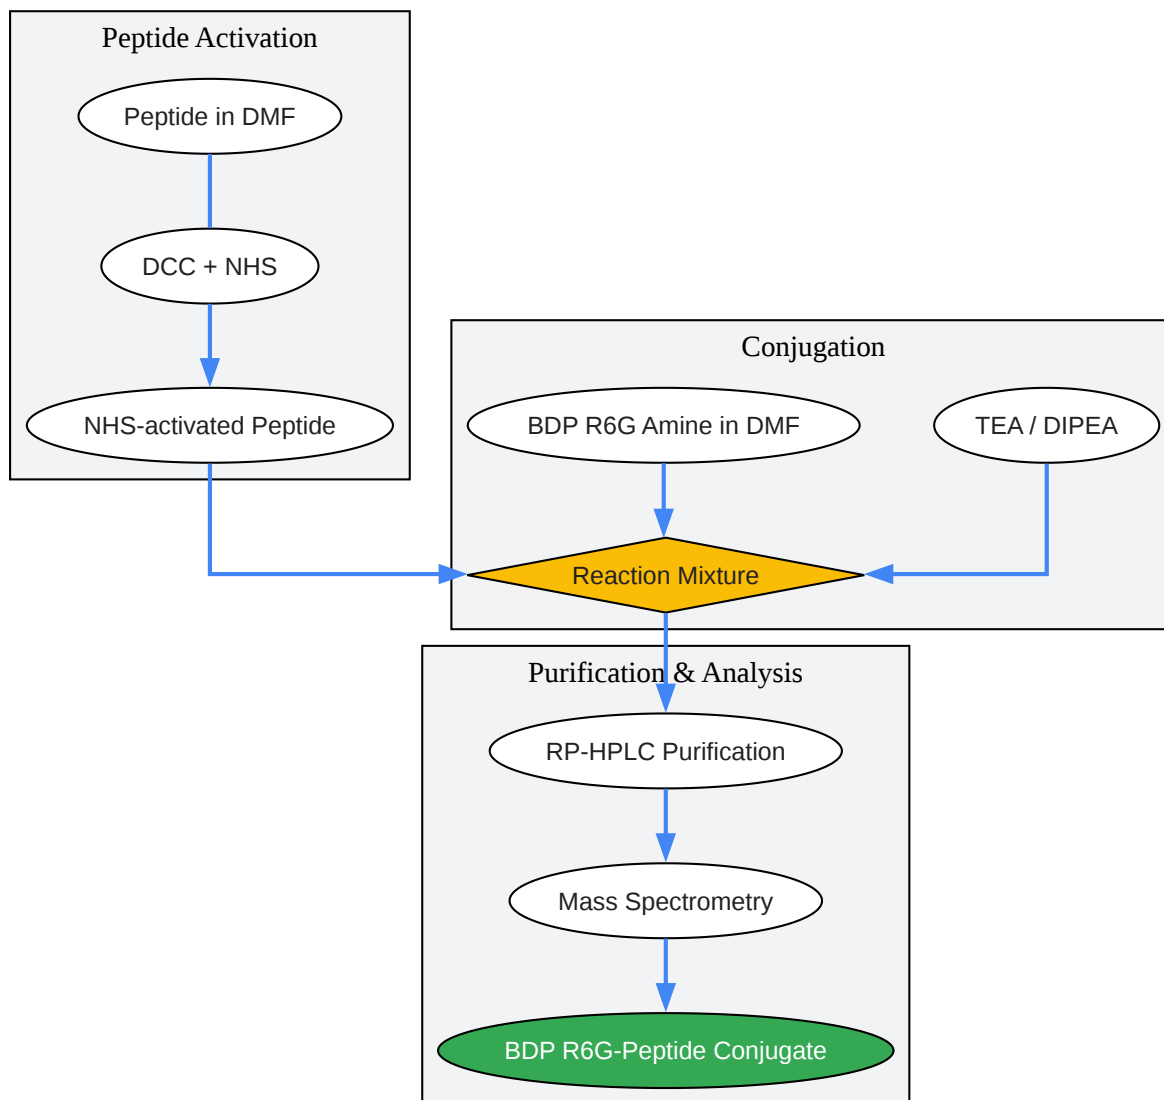 Peptide Activation
Peptide in DMF
DCC + NHS
NHS-activated Peptide
Conjugation
BDP R6G Amine in DMF
TEA / DIPEA
Reaction Mixture
Purification & Analysis
RP-HPLC Purification
Mass Spectrometry
BDP R6G-Peptide Conjugate